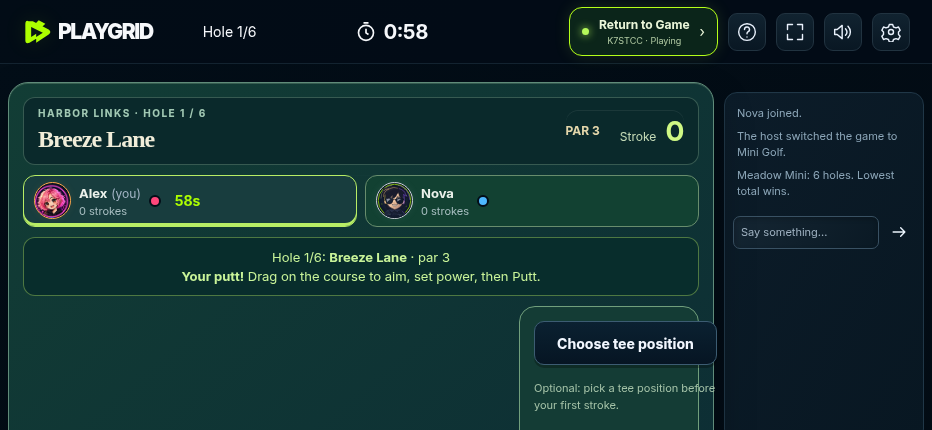 PLAYGRID
Hole 1/6
0:58
Return to Game
K7STCC · Playing
HARBOR LINKS · HOLE 1 / 6
Breeze Lane
PAR 3
Stroke 0
Alex (you)
0 strokes
58s
Nova
0 strokes
Hole 1/6: Breeze Lane · par 3
Your putt! Drag on the course to aim, set power, then Putt.
Choose tee position
Optional: pick a tee position before
your first stroke.
Nova joined.
The host switched the game to
Mini Golf.
Meadow Mini: 6 holes. Lowest
total wins.
Say something...